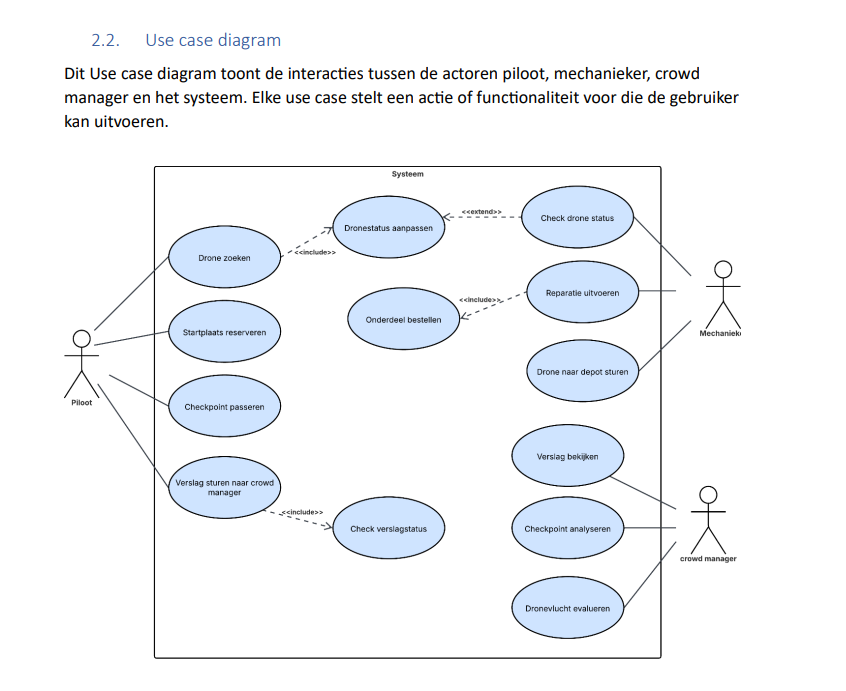 2.2. Use case diagram
Dit Use case diagram toont de interacties tussen de actoren piloot, mechanieker, crowd
manager en het systeem. Elke use case stelt een actie of functionaliteit voor die de gebruiker
kan uitvoeren.
Systeem
<<extend>>
Check drone status
Dronestatus aanpassen
Drone zoeken
<<include>>
Reparatie uitvoeren
<<include>>
Onderdeel bestellen
Startplaats reserveren
Mechanieke
Drone naar depot sturen
Piloot
Checkpoint passeren
Verslag bekijken
Verslag sturen naar crowd
manager
<<include>>
Check verslagstatus
Checkpoint analyseren
crowd manager
Dronevlucht evalueren